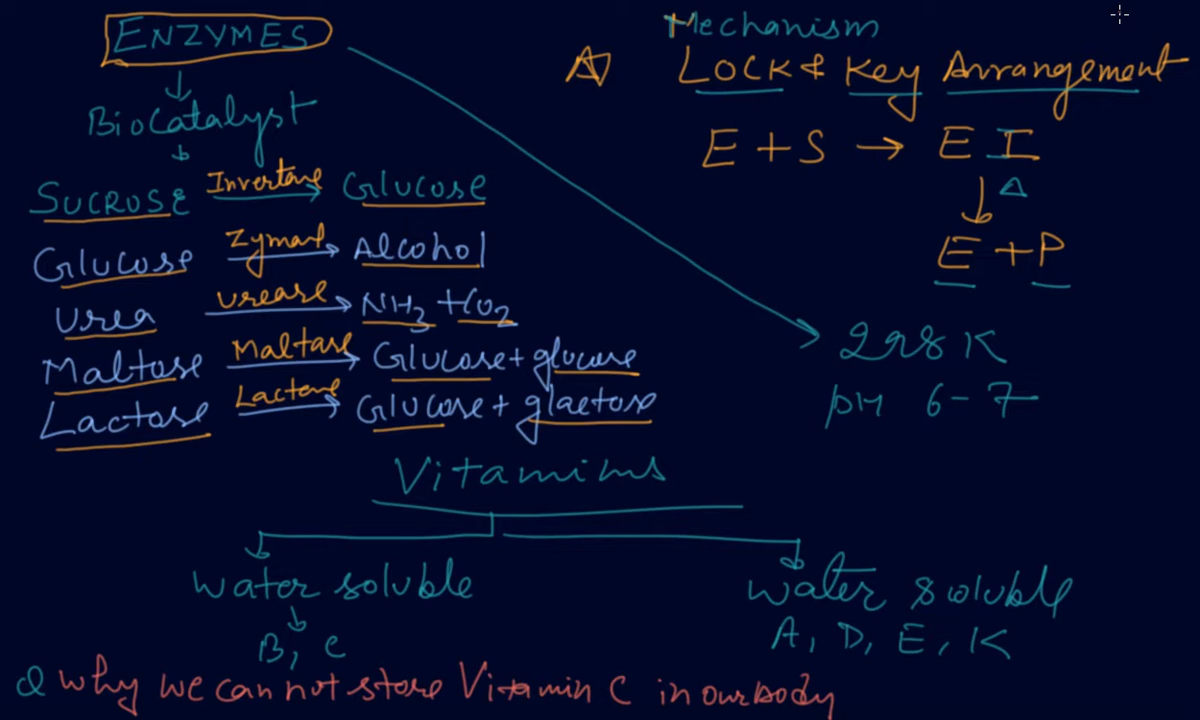 ENZYMES
BioCatalyst
SUCROSE Invertase Glucose
Glucose Zymase Alcohol
Urea Urease NH3 + CO2
Maltose Maltase Glucose + glucose
Lactose Lactase Glucose + glactose
Mechanism
LOCK & Key Arrangement
E + S → E I
Δ
E + P
298 K
pH 6 - 7
Vitamins
Water soluble
B, C
Water soluble
A, D, E, K
Q Why we can not store Vitamin C in our body